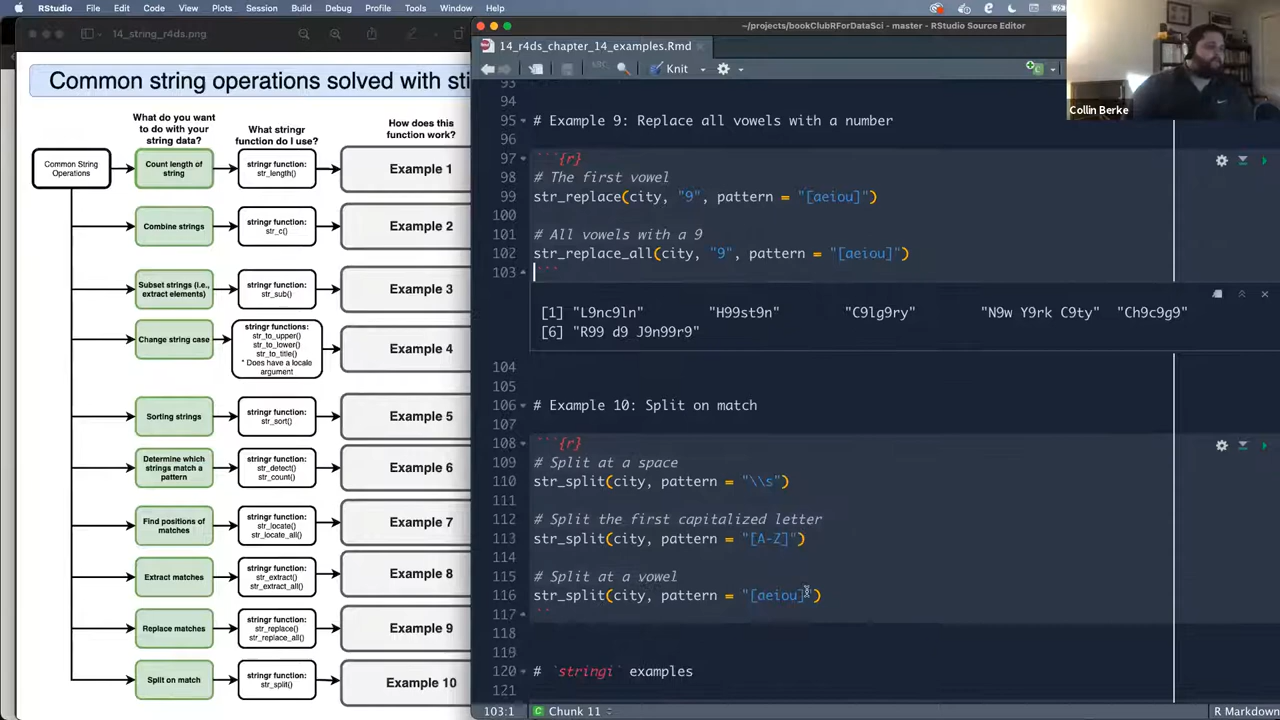 View Plots Session Build Debug Profile Tools Window Help
14_string_r4ds.png
Common string operations solved with sti
What do you want
to do with your
string data?
What stringr
function do I use?
How does this
function work?
Common String
Operations
Count length of
string
stringr function:
str_length()
Example 1
Combine strings
stringr function:
str_c()
Example 2
Subset strings (i.e.,
extract elements)
stringr function:
str_sub()
Example 3
Change string case
stringr functions:
str_to_upper()
str_to_lower()
str_to_title()
* Does have a locale
argument
Example 4
Sorting strings
stringr function:
str_sort()
Example 5
Determine which
strings match a
pattern
stringr function:
str_detect()
str_count()
Example 6
Find positions of
matches
stringr function:
str_locate()
str_locate_all()
Example 7
Extract matches
stringr function:
str_extract()
str_extract_all()
Example 8
Replace matches
stringr function:
str_replace()
str_replace_all()
Example 9
Split on match
stringr function:
str_split()
Example 10
~/projects/bookClubRForDataSci - master - RStudio Source Editor
14_r4ds_chapter_14_examples.Rmd
Knit
Collin Berke
93
94
95 # Example 9: Replace all vowels with a number
96
97 ```{r}
98 # The first vowel
99 str_replace(city, "9", pattern = "[aeiou]")
100
101 # All vowels with a 9
102 str_replace_all(city, "9", pattern = "[aeiou]")
103 ```
[1] "L9nc9ln" "H99st9n" "C9lg9ry" "N9w Y9rk C9ty" "Ch9c9g9"
[6] "R99 d9 J9n99r9"
104
105
106 # Example 10: Split on match
107
108 ```{r}
109 # Split at a space
110 str_split(city, pattern = "\\s")
111
112 # Split the first capitalized letter
113 str_split(city, pattern = "[A-Z]")
114
115 # Split at a vowel
116 str_split(city, pattern = "[aeiou]")
117 ``
118
119
120 # `stringi` examples
121
103:1 Chunk 11 R Markdown